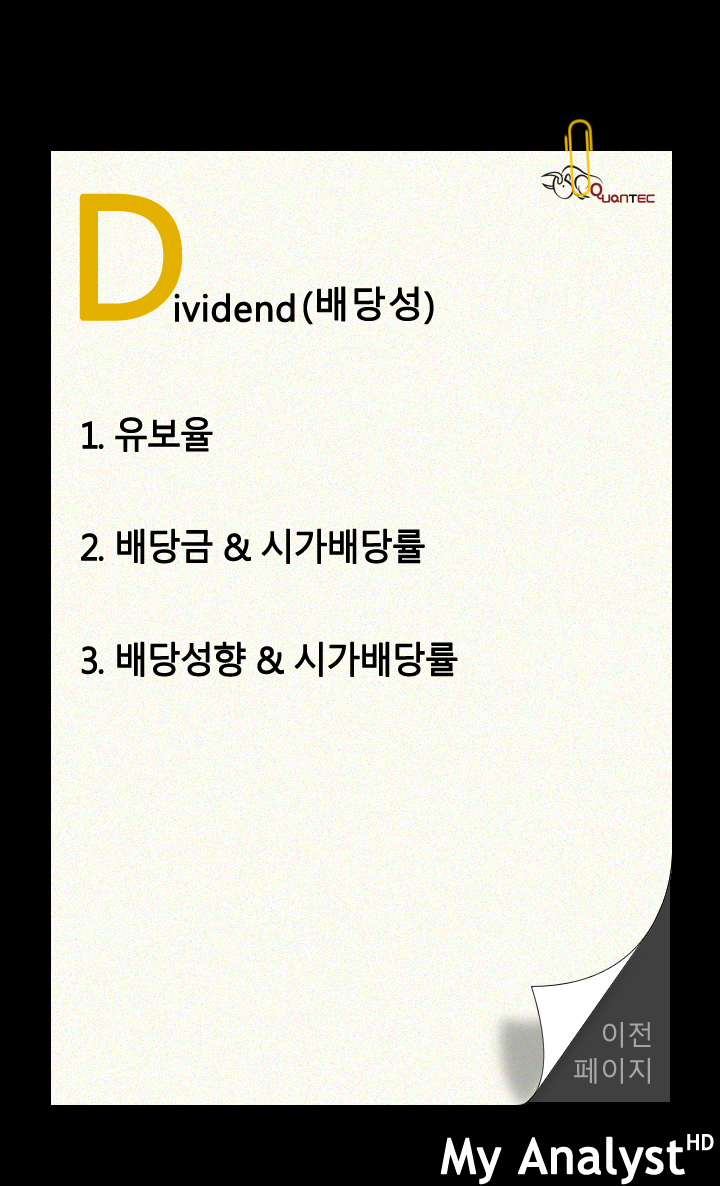 QUANTEC
Dividend(배당성)
1. 유보율
2. 배당금 & 시가배당률
3. 배당성향 & 시가배당률
이전
페이지
My Analyst HD